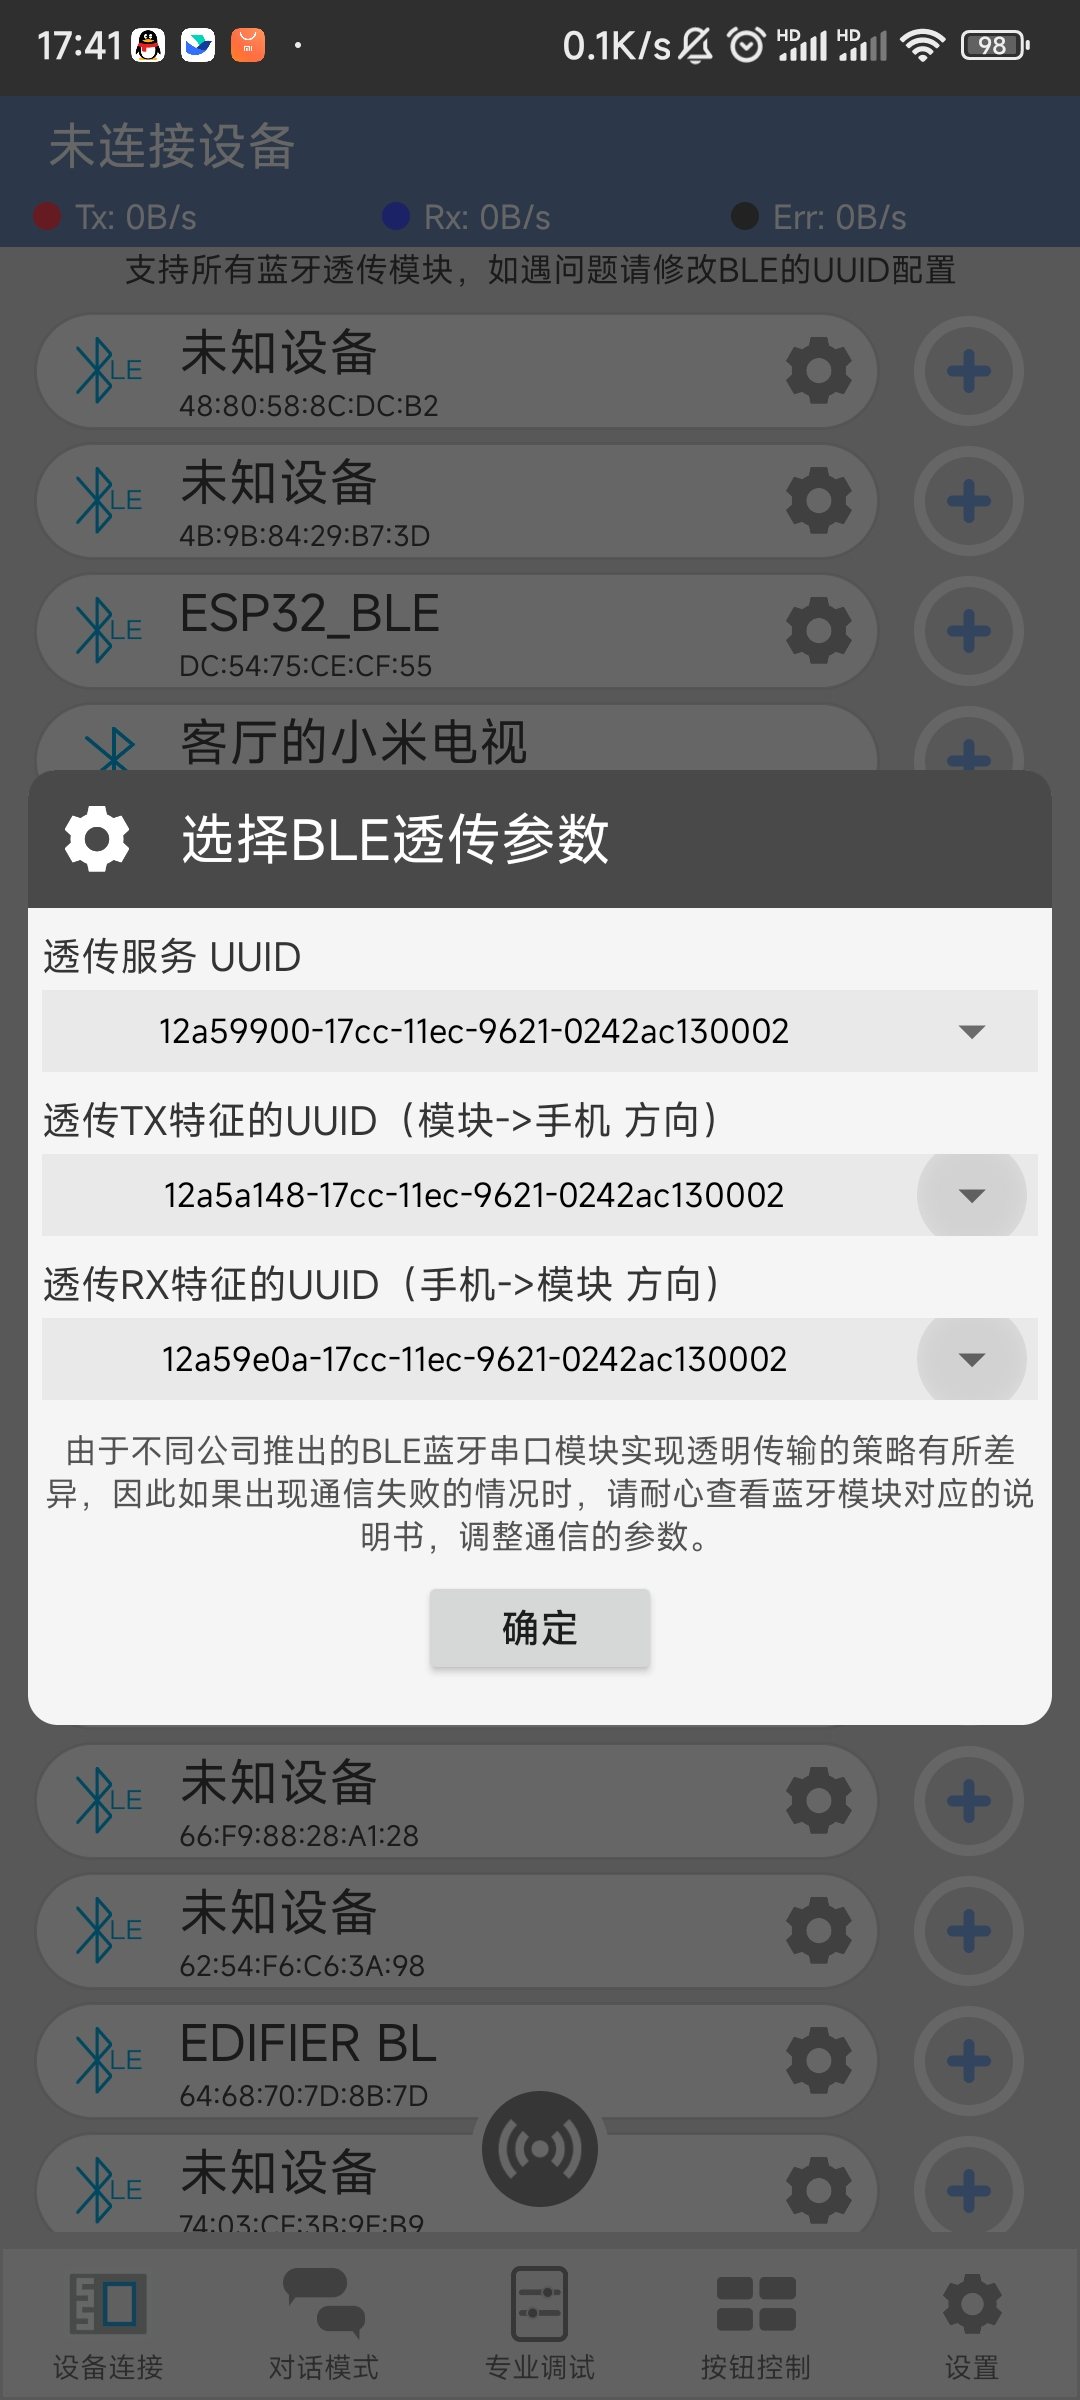 17:41
0.1K/s
HD
HD
98
未连接设备
Tx: 0B/s
Rx: 0B/s
Err: 0B/s
支持所有蓝牙透传模块，如遇问题请修改BLE的UUID配置
LE
未知设备
48:80:58:8C:DC:B2
LE
未知设备
4B:9B:84:29:B7:3D
LE
ESP32_BLE
DC:54:75:CE:CF:55
客厅的小米电视
选择BLE透传参数
透传服务 UUID
12a59900-17cc-11ec-9621-0242ac130002
透传TX特征的UUID（模块->手机 方向）
12a5a148-17cc-11ec-9621-0242ac130002
透传RX特征的UUID（手机->模块 方向）
12a59e0a-17cc-11ec-9621-0242ac130002
由于不同公司推出的BLE蓝牙串口模块实现透明传输的策略有所差
异，因此如果出现通信失败的情况时，请耐心查看蓝牙模块对应的说
明书，调整通信的参数。
确定
LE
未知设备
66:F9:88:28:A1:28
LE
未知设备
62:54:F6:C6:3A:98
LE
EDIFIER BL
64:68:70:7D:8B:7D
LE
未知设备
74:03:CF:3B:9F:B9
设备连接
对话模式
专业调试
按钮控制
设置